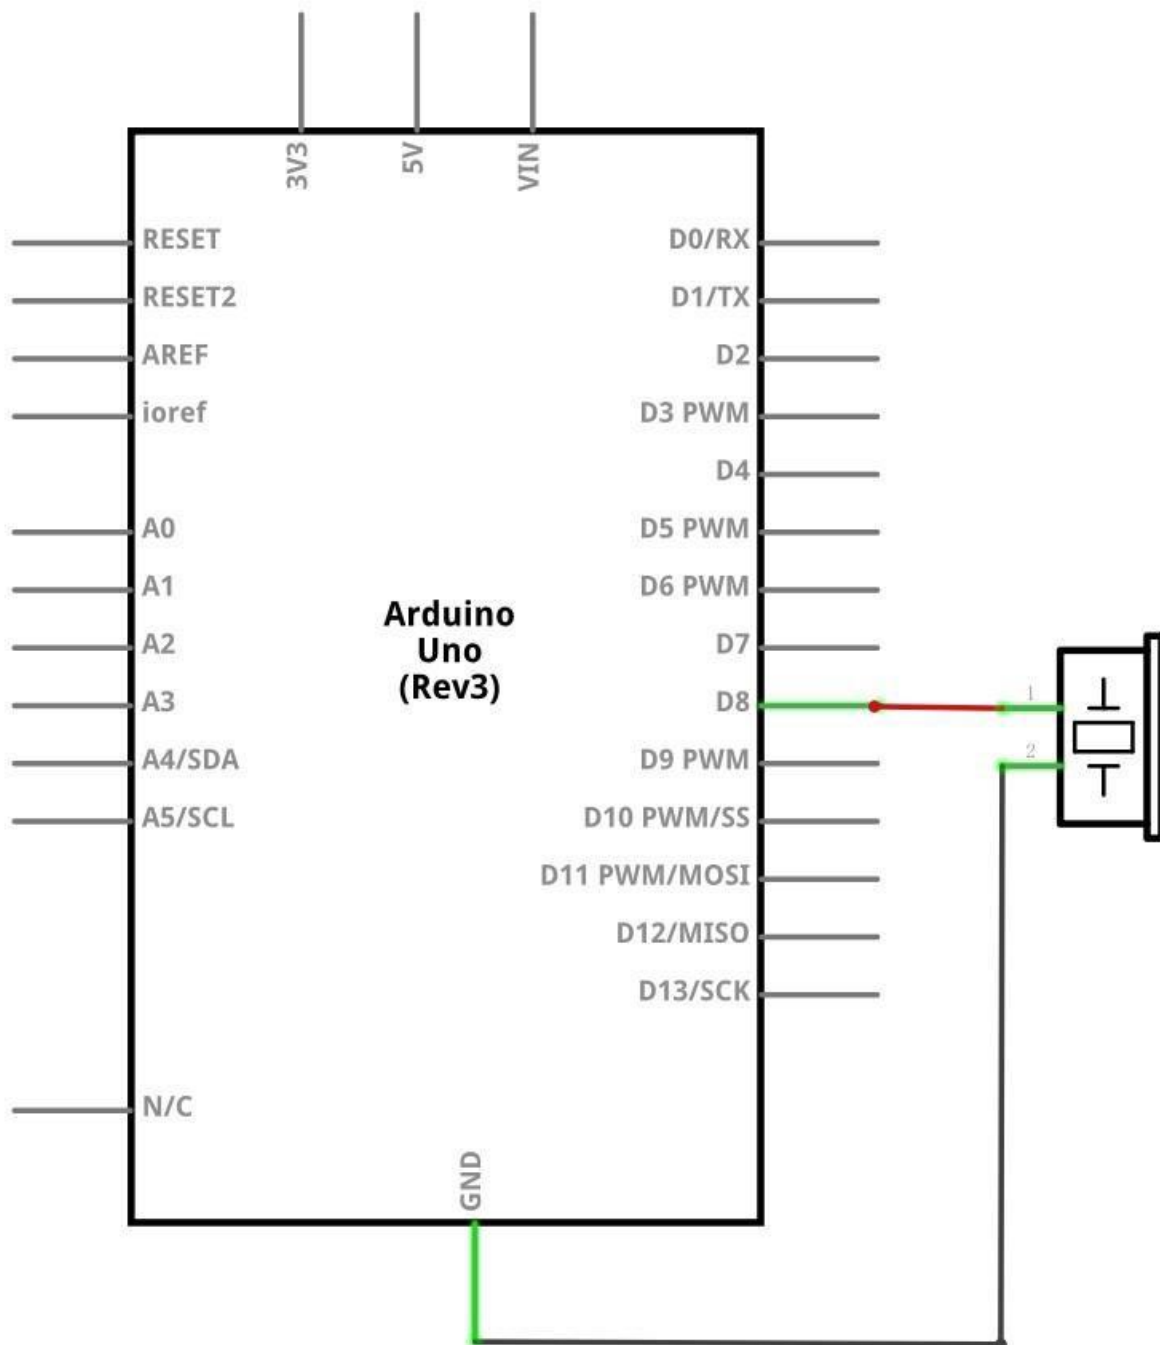 3V3
5V
VIN
RESET
RESET2
AREF
ioref
A0
A1
A2
A3
A4/SDA
A5/SCL
N/C
Arduino
Uno
(Rev3)
D0/RX
D1/TX
D2
D3 PWM
D4
D5 PWM
D6 PWM
D7
D8
D9 PWM
D10 PWM/SS
D11 PWM/MOSI
D12/MISO
D13/SCK
GND
1
2